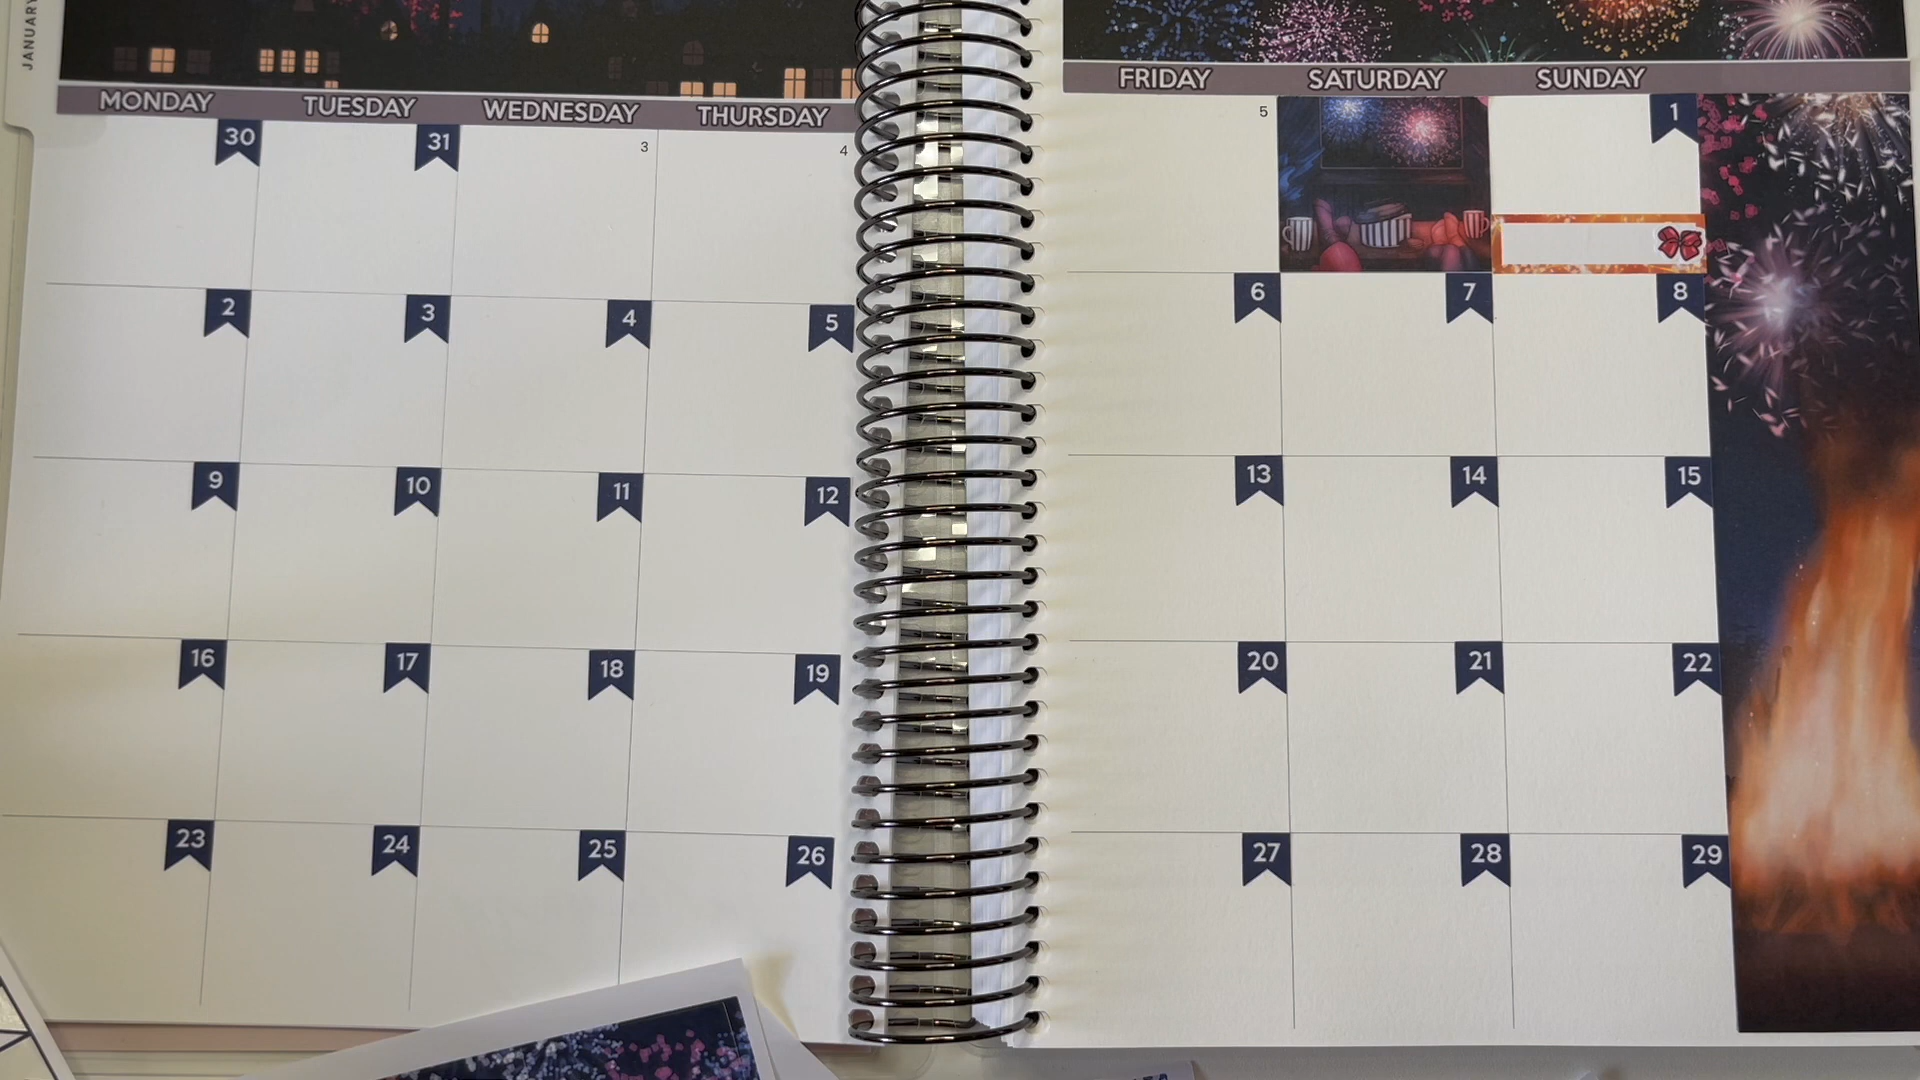 JANUARY
MONDAY TUESDAY WEDNESDAY THURSDAY FRIDAY SATURDAY SUNDAY
30 31 3 4 5 1
2 3 4 5 6 7 8
9 10 11 12 13 14 15
16 17 18 19 20 21 22
23 24 25 26 27 28 29